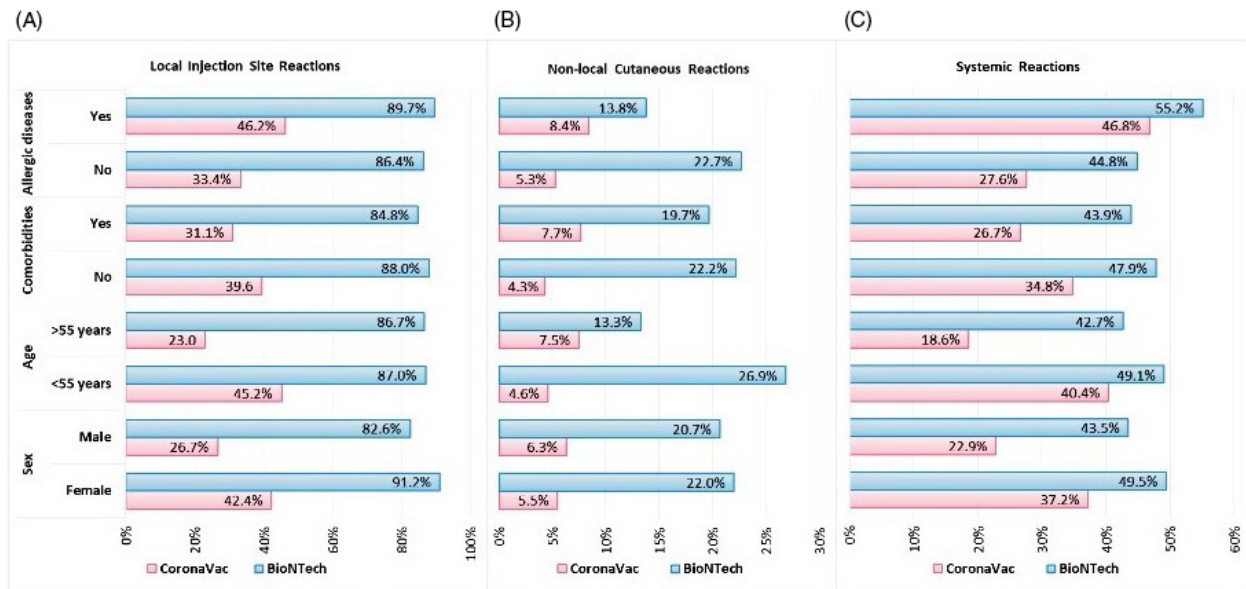 (A)
(B)
(C)
Local Injection Site Reactions
Non-local Cutaneous Reactions
Systemic Reactions
Allergic diseases
Yes
89.7%
46.2%
13.8%
8.4%
55.2%
46.8%
No
86.4%
33.4%
22.7%
5.3%
44.8%
27.6%
Comorbidities
Yes
84.8%
31.1%
19.7%
7.7%
43.9%
26.7%
No
88.0%
39.6
22.2%
4.3%
47.9%
34.8%
Age
>55 years
86.7%
23.0
13.3%
7.5%
42.7%
18.6%
<55 years
87.0%
45.2%
26.9%
4.6%
49.1%
40.4%
Sex
Male
82.6%
26.7%
20.7%
6.3%
43.5%
22.9%
Female
91.2%
42.4%
22.0%
5.5%
49.5%
37.2%
0% 20% 40% 60% 80% 100%
0% 5% 10% 15% 20% 25% 30%
0% 10% 20% 30% 40% 50% 60%
CoronaVac BioNTech
CoronaVac BioNTech
CoronaVac BioNTech